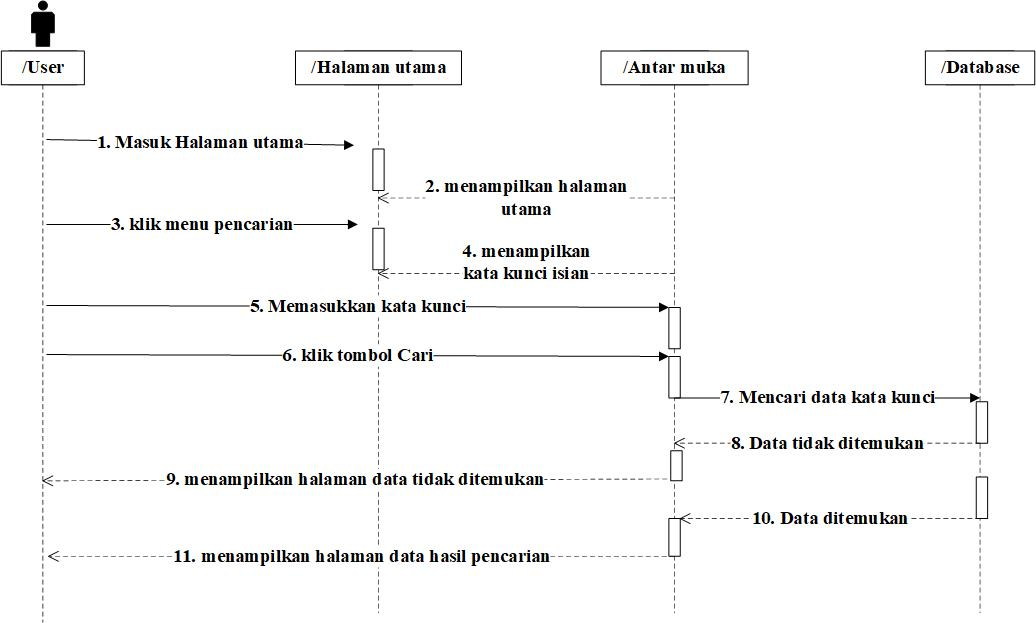 /User
/Halaman utama
/Antar muka
/Database
1. Masuk Halaman utama
2. menampilkan halaman
utama
3. klik menu pencarian
4. menampilkan
kata kunci isian
5. Memasukkan kata kunci
6. klik tombol Cari
7. Mencari data kata kunci
8. Data tidak ditemukan
9. menampilkan halaman data tidak ditemukan
10. Data ditemukan
11. menampilkan halaman data hasil pencarian